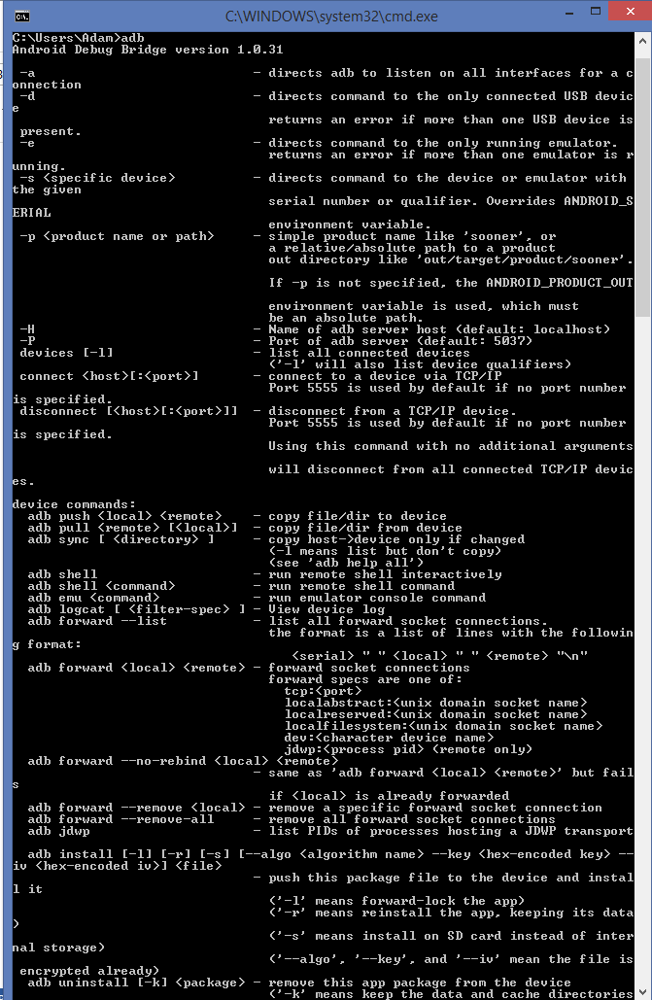 C:\WINDOWS\system32\cmd.exe
C:\Users\Adam>adb
Android Debug Bridge version 1.0.31
-a - directs adb to listen on all interfaces for a c
onnection
-d - directs command to the only connected USB devic
e
returns an error if more than one USB device is
present.
-e - directs command to the only running emulator.
returns an error if more than one emulator is r
unning.
-s <specific device> - directs command to the device or emulator with
the given
serial number or qualifier. Overrides ANDROID_S
ERIAL
environment variable.
-p <product name or path> - simple product name like 'sooner', or
a relative/absolute path to a product
out directory like 'out/target/product/sooner'.
If -p is not specified, the ANDROID_PRODUCT_OUT
environment variable is used, which must
be an absolute path.
-H - Name of adb server host (default: localhost)
-P - Port of adb server (default: 5037)
devices [-l] - list all connected devices
('-l' will also list device qualifiers)
connect <host>[:<port>] - connect to a device via TCP/IP
Port 5555 is used by default if no port number
is specified.
disconnect [<host>[:<port>]] - disconnect from a TCP/IP device.
Port 5555 is used by default if no port number
is specified.
Using this command with no additional arguments
will disconnect from all connected TCP/IP devic
es.
device commands:
adb push <local> <remote> - copy file/dir to device
adb pull <remote> [<local>] - copy file/dir from device
adb sync [ <directory> ] - copy host->device only if changed
(-l means list but don't copy)
(see 'adb help all')
adb shell - run remote shell interactively
adb shell <command> - run remote shell command
adb emu <command> - run emulator console command
adb logcat [ <filter-spec> ] - View device log
adb forward --list - list all forward socket connections.
the format is a list of lines with the followin
g format:
<serial> " " <local> " " <remote> "\n"
adb forward <local> <remote> - forward socket connections
forward specs are one of:
tcp:<port>
localabstract:<unix domain socket name>
localreserved:<unix domain socket name>
localfilesystem:<unix domain socket name>
dev:<character device name>
jdwp:<process pid> (remote only)
adb forward --no-rebind <local> <remote>
- same as 'adb forward <local> <remote>' but fail
s
if <local> is already forwarded
adb forward --remove <local> - remove a specific forward socket connection
adb forward --remove-all - remove all forward socket connections
adb jdwp - list PIDs of processes hosting a JDWP transport
adb install [-l] [-r] [-s] [--algo <algorithm name> --key <hex-encoded key> --
iv <hex-encoded iv>] <file>
- push this package file to the device and instal
l it
('-l' means forward-lock the app)
('-r' means reinstall the app, keeping its data
)
('-s' means install on SD card instead of inter
nal storage)
('--algo', '--key', and '--iv' mean the file is
encrypted already)
adb uninstall [-k] <package> - remove this app package from the device
('-k' means keep the data and cache directories